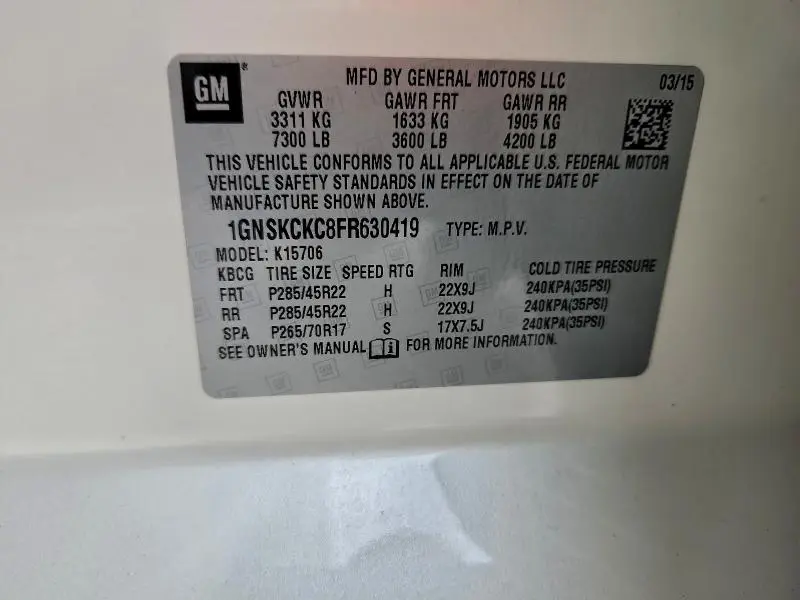 GM
MFD BY GENERAL MOTORS LLC 03/15
GVWR GAWR FRT GAWR RR
3311 KG 1633 KG 1905 KG
7300 LB 3600 LB 4200 LB
THIS VEHICLE CONFORMS TO ALL APPLICABLE U.S. FEDERAL MOTOR
VEHICLE SAFETY STANDARDS IN EFFECT ON THE DATE OF
MANUFACTURE SHOWN ABOVE.
1GNSKCKC8FR630419 TYPE: M.P.V.
MODEL: K15706
KBCG TIRE SIZE SPEED RTG RIM COLD TIRE PRESSURE
FRT P285/45R22 H 22X9J 240KPA(35PSI)
RR P285/45R22 H 22X9J 240KPA(35PSI)
SPA P265/70R17 S 17X7.5J 240KPA(35PSI)
SEE OWNER'S MANUAL FOR MORE INFORMATION.